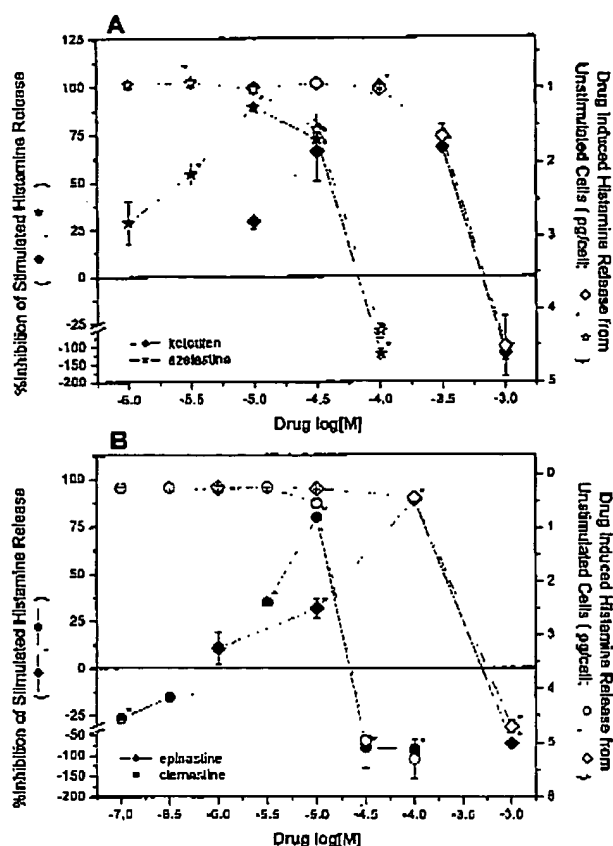 A
%Inhibition of Stimulated Histamine Release
Drug Induced Histamine Release from
Unstimulated Cells ( pg/cell;
125
100
75
50
25
0
-25
-100
-150
-200
1
2
3
4
5
ketotifen
azelastine
-6.0 -5.5 -5.0 -4.5 -4.0 -3.5 -3.0
Drug log[M]
B
%Inhibition of Stimulated Histamine Release
Drug Induced Histamine Release from
Unstimulated Cells ( pg/cell;
100
75
50
25
0
-25
-50
-100
-150
-200
0
1
2
3
4
5
6
epinastine
clemastine
-7.0 -6.5 -6.0 -5.5 -5.0 -4.5 -4.0 -3.0
Drug log[M]